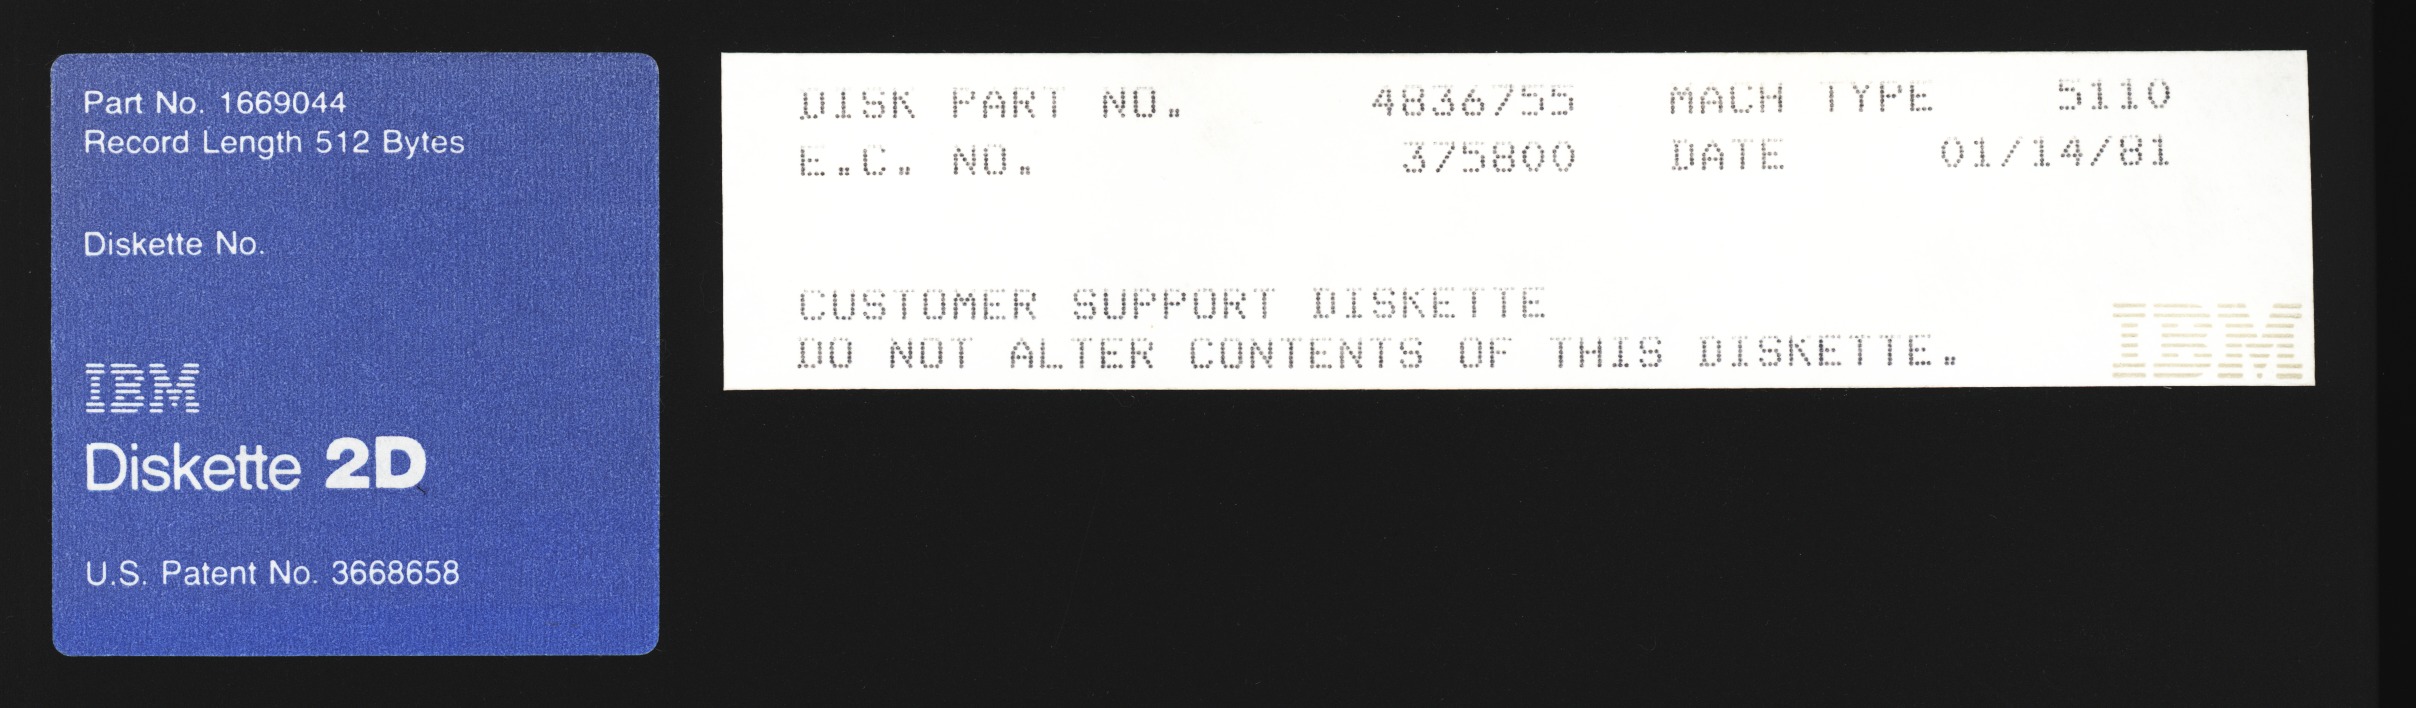 Part No. 1669044
Record Length 512 Bytes
Diskette No.
IBM
Diskette 2D
U.S. Patent No. 3668658
DISK PART NO. 4836755 MACH TYPE 5110
E.C. NO. 375800 DATE 01/14/81
CUSTOMER SUPPORT DISKETTE
DO NOT ALTER CONTENTS OF THIS DISKETTE.
IBM